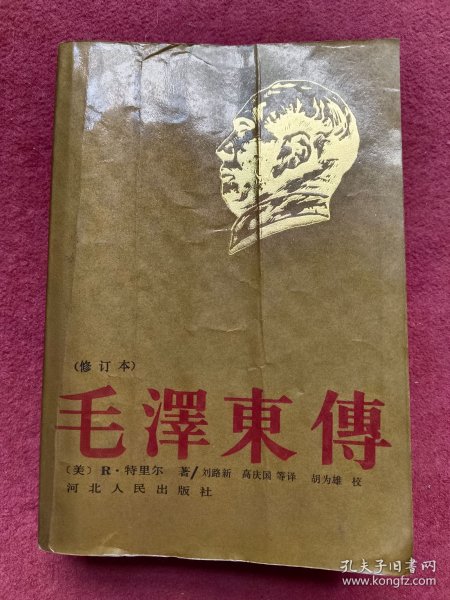 （修订本）
毛澤東傳
〔美〕R·特里尔 著/刘路新 高庆国 等译 胡为雄 校
河北人民出版社
孔夫子旧书网
www.kongfz.com